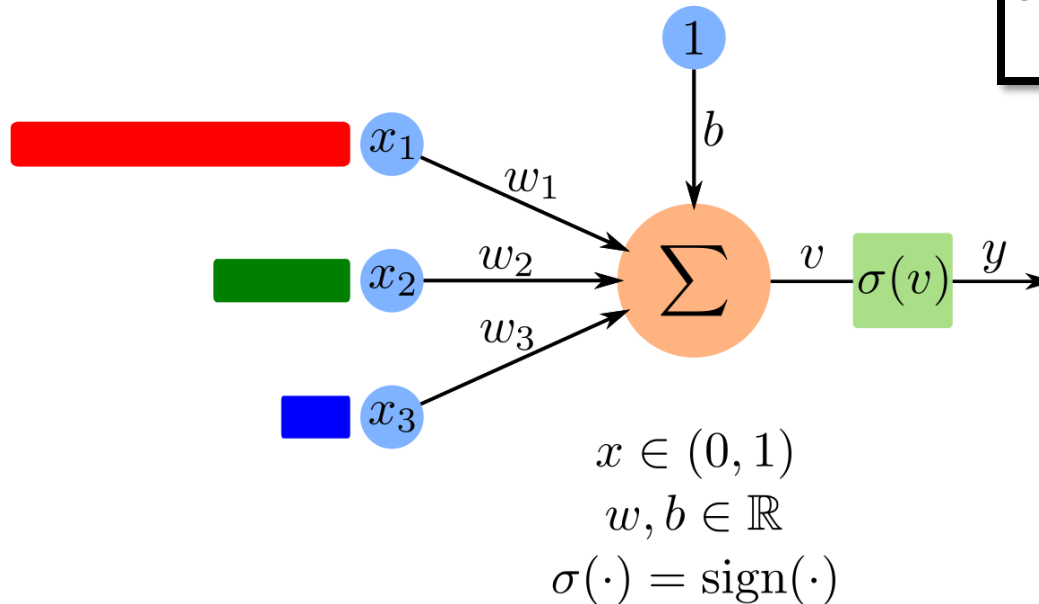 1
x₁
b
w₁
x₂
w₂
∑
v
σ(v)
y
w₃
x₃
x ∈ (0, 1)
w, b ∈ ℝ
σ(·) = sign(·)